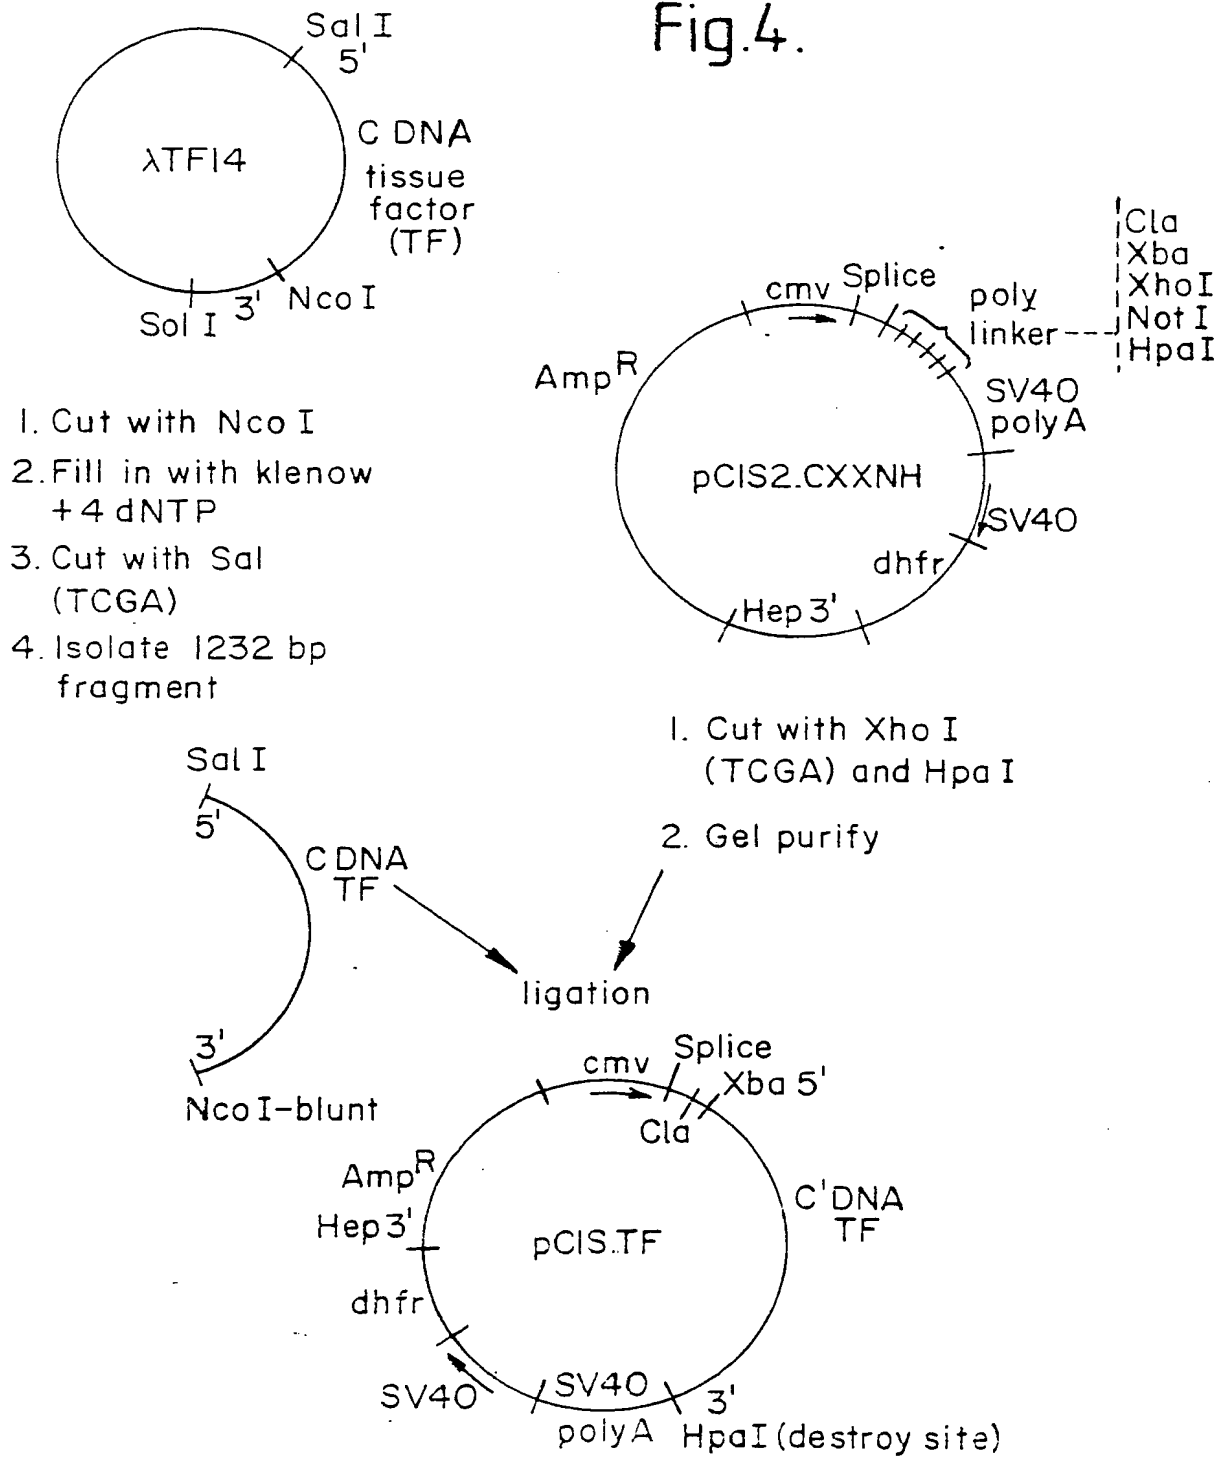 Fig.4.
Sal I
5'
λTF14
C DNA
tissue
factor
(TF)
Nco I
3'
Sol I
1. Cut with Nco I
2. Fill in with klenow
+4 dNTP
3. Cut with Sal
(TCGA)
4. Isolate 1232 bp
fragment
cmv
Splice
poly
linker
Cla
Xba
XhoI
Not I
HpaI
Amp R
SV40
polyA
pCIS2.CXXNH
SV40
dhfr
Hep 3'
1. Cut with Xho I
(TCGA) and Hpa I
2. Gel purify
Sal I
5'
C DNA
TF
3'
Nco I-blunt
ligation
cmv
Splice
Xba 5'
Cla
Amp R
Hep 3'
pCIS..TF
C'DNA
TF
dhfr
SV40
SV40
polyA
3'
HpaI (destroy site)